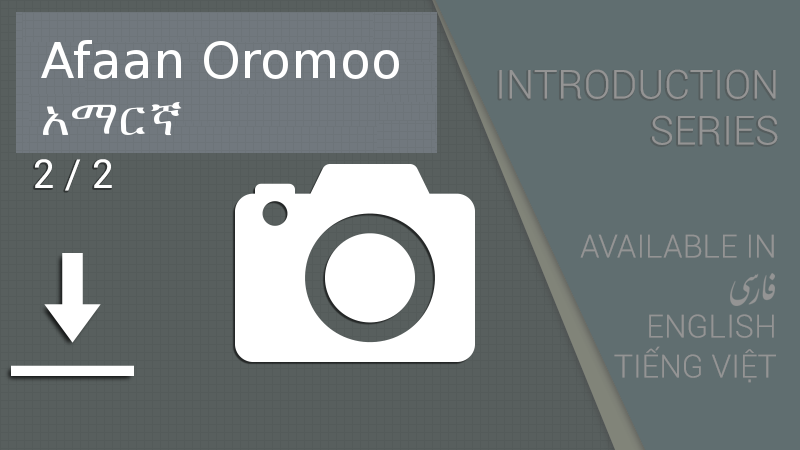 Afaan Oromoo
አማርኛ
2 / 2
INTRODUCTION
SERIES
AVAILABLE IN
فارسی
ENGLISH
TIẾNG VIỆT